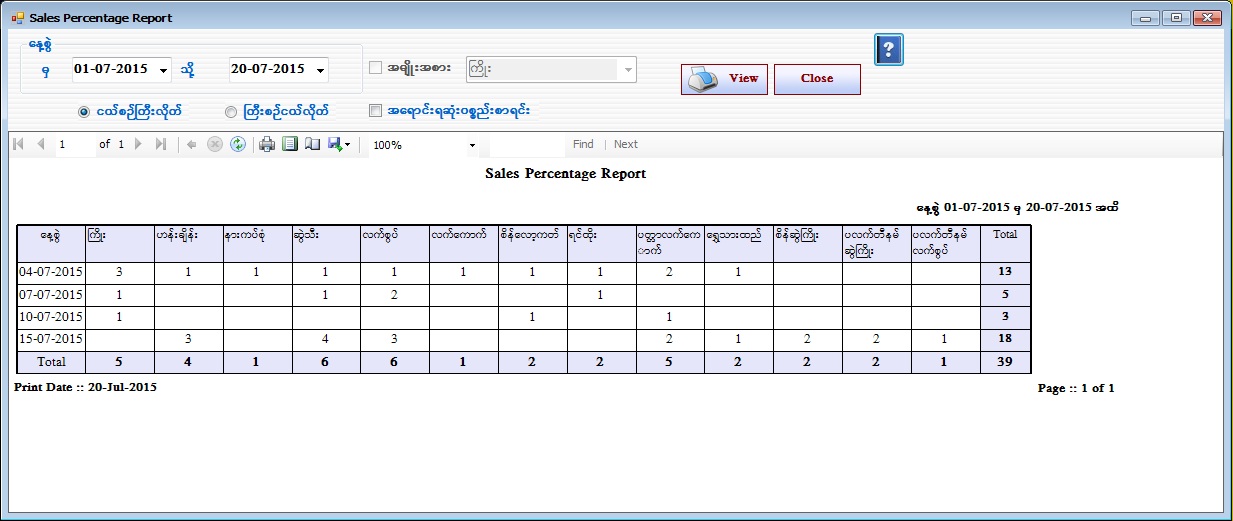 Sales Percentage Report
နေ့စွဲ
မှ 01-07-2015 သို့ 20-07-2015 အမျိုးအစား ကြိုး View Close ?
ငယ်စဉ်ကြီးလိုက် ကြီးစဉ်ငယ်လိုက် အရောင်းရဆုံးပစ္စည်းစာရင်း
1 of 1 100% Find | Next
Sales Percentage Report
နေ့စွဲ 01-07-2015 မှ 20-07-2015 အထိ
နေ့စွဲ ကြိုး ဟန်းချိန်း နားကပ်စုံ ဆွဲသီး လက်စွပ် လက်ကောက် စိန်လော့ကတ် ရင်ထိုး ပတ္တာလက်ကောက် ရွှေသားထည် စိန်ဆွဲကြိုး ပလက်တီနမ်ဆွဲကြိုး ပလက်တီနမ်လက်စွပ် Total
04-07-2015 3 1 1 1 1 1 1 1 2 1 13
07-07-2015 1 1 2 1 5
10-07-2015 1 1 1 3
15-07-2015 3 4 3 2 1 2 2 1 18
Total 5 4 1 6 6 1 2 2 5 2 2 2 1 39
Print Date :: 20-Jul-2015
Page :: 1 of 1